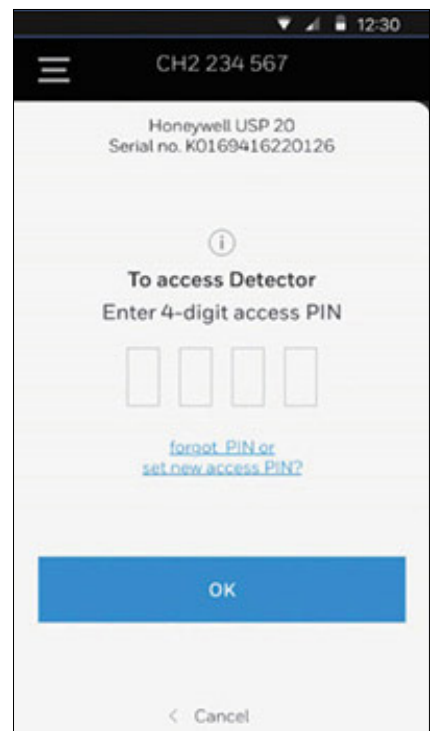 12:30
CH2 234 567
Honeywell USP 20
Serial no. K0169416220126
To access Detector
Enter 4-digit access PIN
forgot PIN or
set new access PIN?
OK
< Cancel